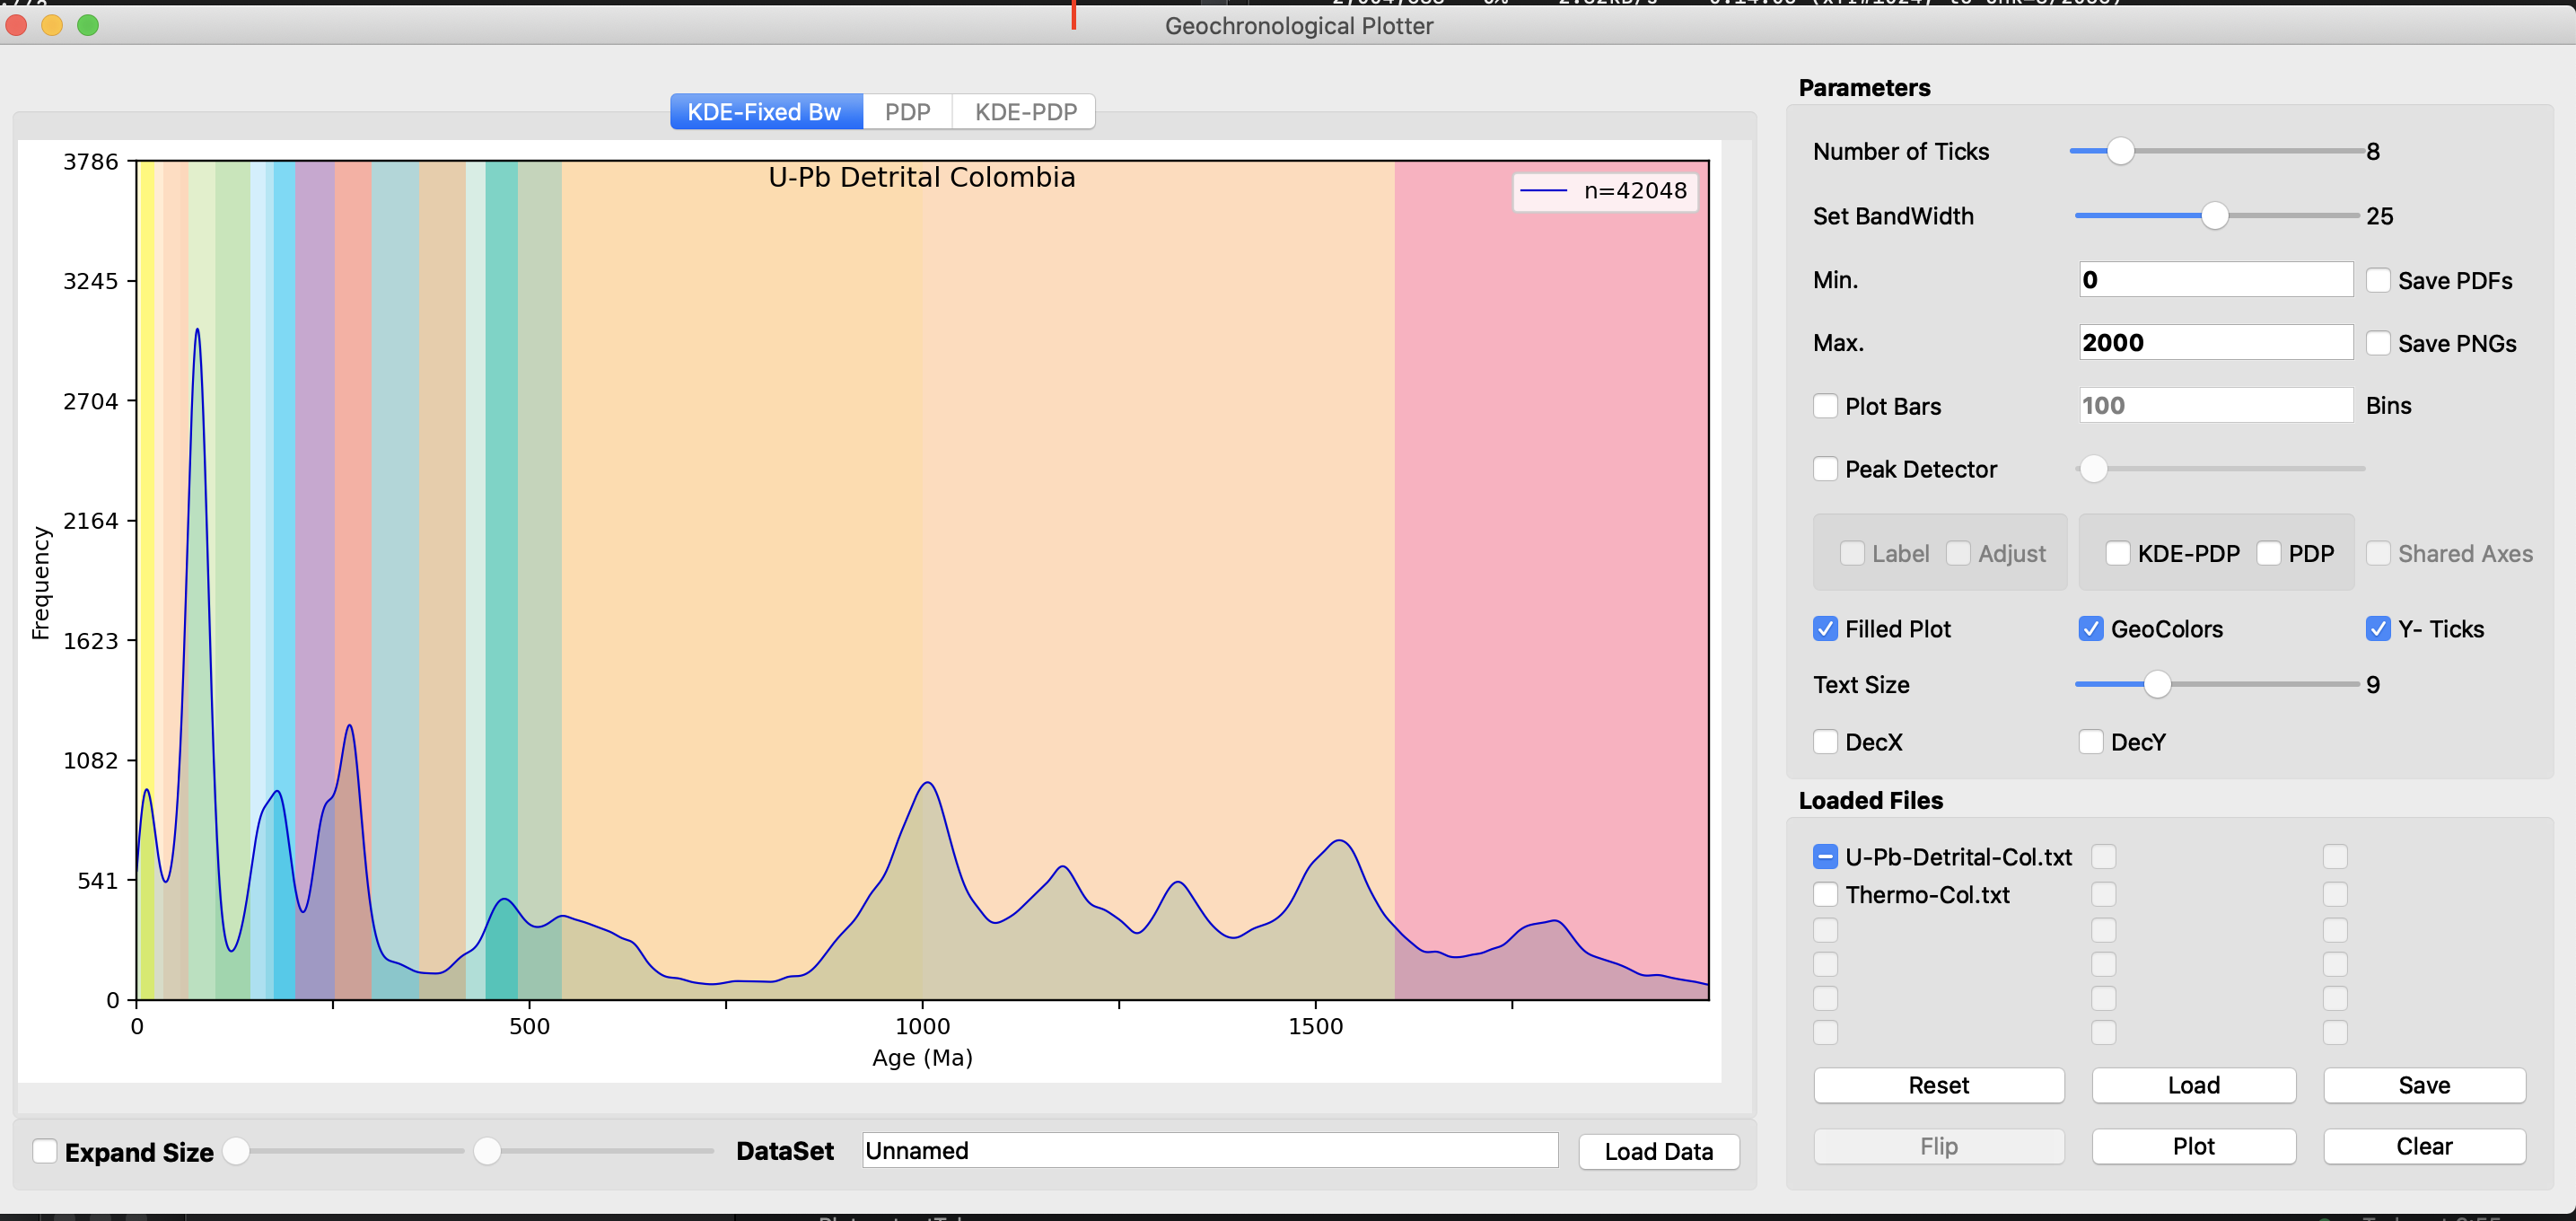 Geochronological Plotter
KDE-Fixed Bw PDP KDE-PDP
U-Pb Detrital Colombia
n=42048
3786
3245
2704
2164
1623
1082
541
0
Frequency
0 500 1000 1500
Age (Ma)
Expand Size DataSet Unnamed Load Data
Parameters
Number of Ticks 8
Set BandWidth 25
Min. 0 Save PDFs
Max. 2000 Save PNGs
Plot Bars 100 Bins
Peak Detector
Label Adjust KDE-PDP PDP Shared Axes
Filled Plot GeoColors Y- Ticks
Text Size 9
DecX DecY
Loaded Files
U-Pb-Detrital-Col.txt
Thermo-Col.txt
Reset Load Save
Flip Plot Clear